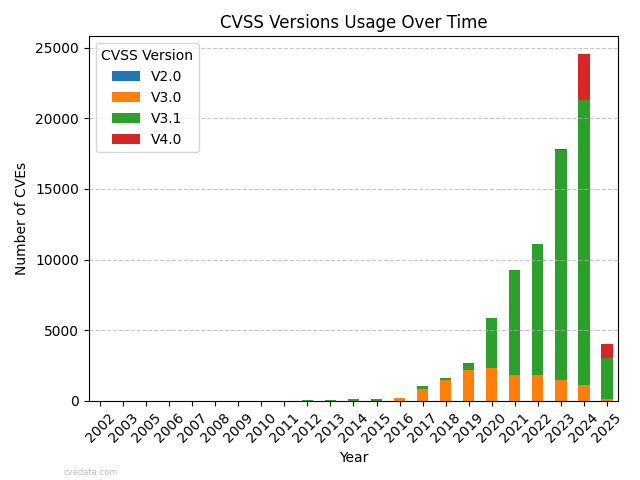 CVSS Versions Usage Over Time
CVSS Version
V2.0
V3.0
V3.1
V4.0
Number of CVEs
25000
20000
15000
10000
5000
0
2002 2003 2005 2006 2007 2008 2009 2010 2011 2012 2013 2014 2015 2016 2017 2018 2019 2020 2021 2022 2023 2024 2025
Year
cvedata.com